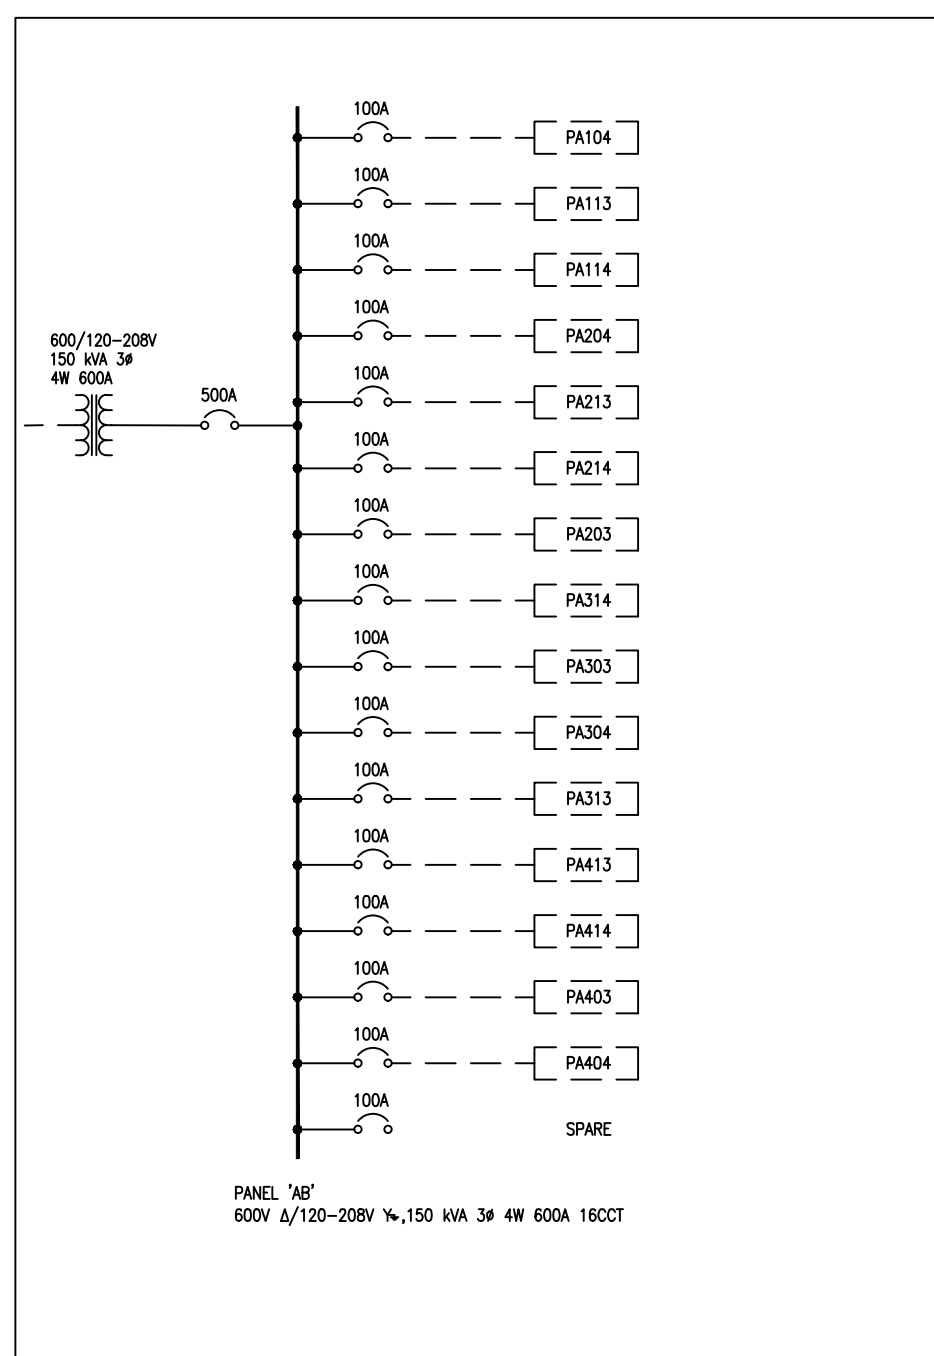 100A
PA104
100A
PA113
100A
PA114
100A
PA204
600/120-208V
150 kVA 3ø
4W 600A
500A
100A
PA213
100A
PA214
100A
PA203
100A
PA314
100A
PA303
100A
PA304
100A
PA313
100A
PA413
100A
PA414
100A
PA403
100A
PA404
100A
SPARE
PANEL 'AB'
600V Δ/120-208V Y,150 kVA 3ø 4W 600A 16CCT